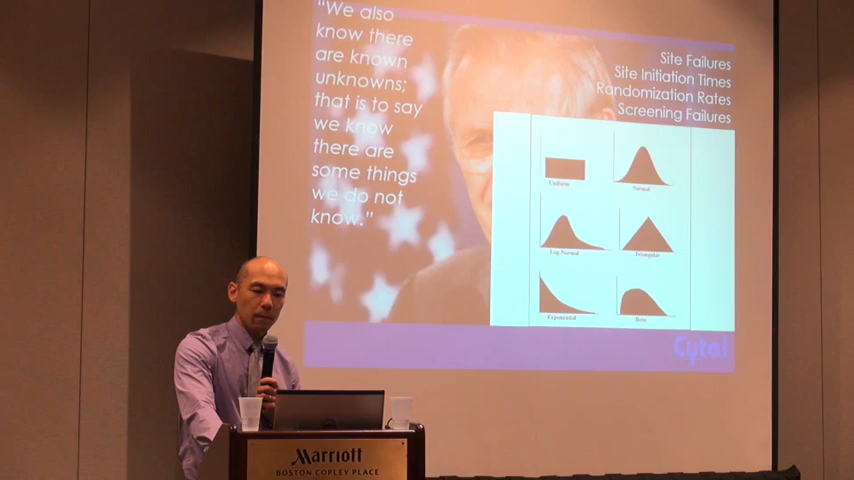 “We also
know there
are known
unknowns;
that is to say
we know
there are
some things
we do not
know.”
Site Failures
Site Initiation Times
Randomization Rates
Screening Failures
Uniform
Normal
Log Normal
Triangular
Exponential
Beta
Cytel
Marriott
BOSTON COPLEY PLACE